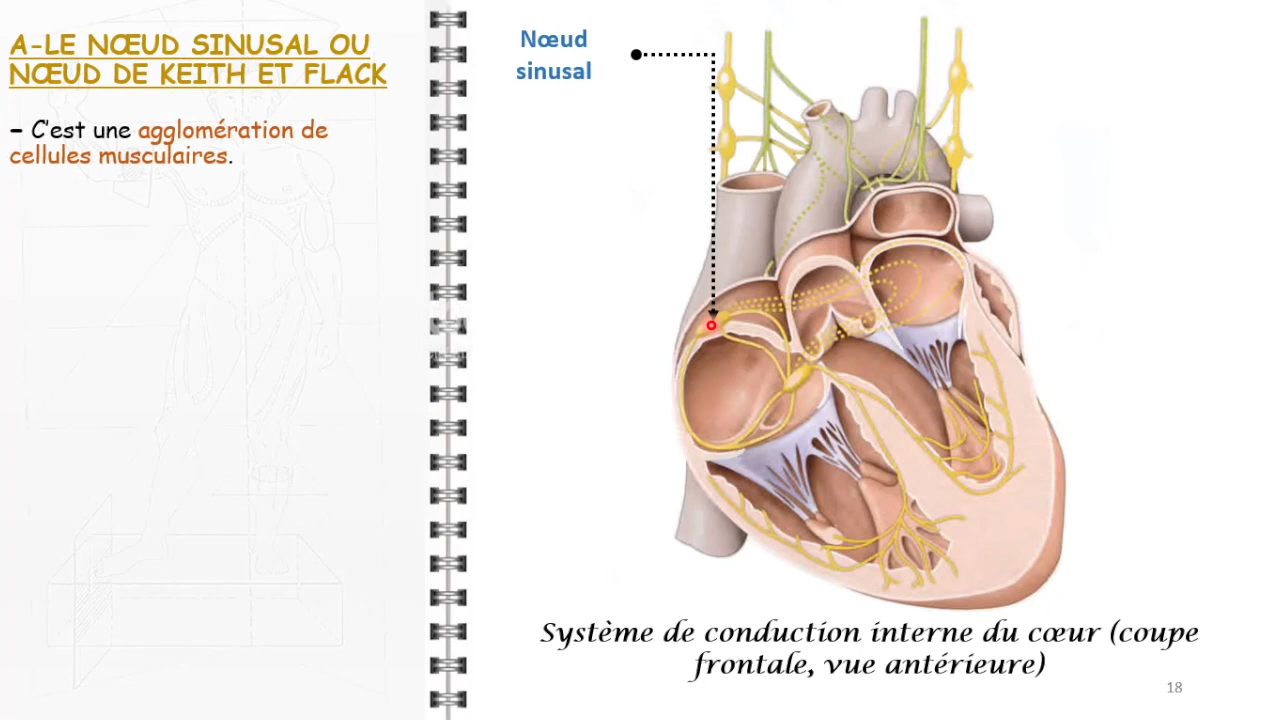 A-LE NŒUD SINUSAL OU
NŒUD DE KEITH ET FLACK
– C'est une agglomération de
cellules musculaires.
Nœud
sinusal
Système de conduction interne du cœur (coupe
frontale, vue antérieure)
18